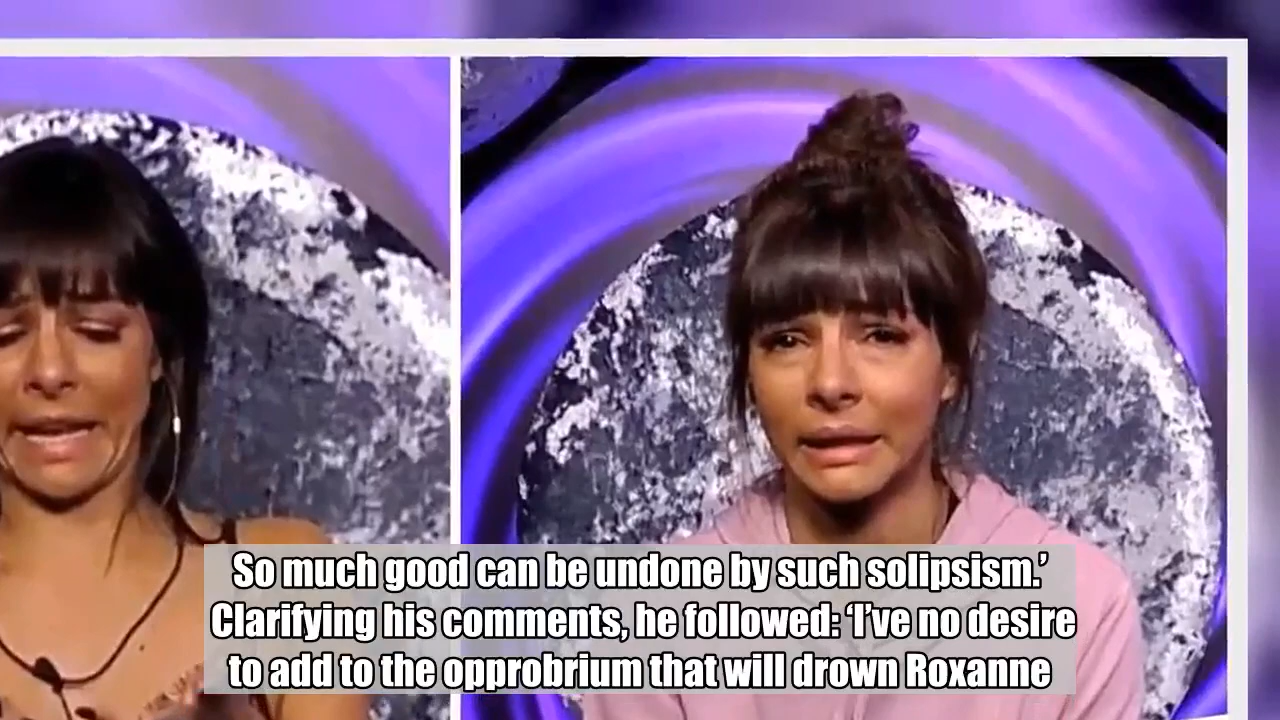 So much good can be undone by such solipsism.’
Clarifying his comments, he followed: ‘I’ve no desire
to add to the opprobrium that will drown Roxanne